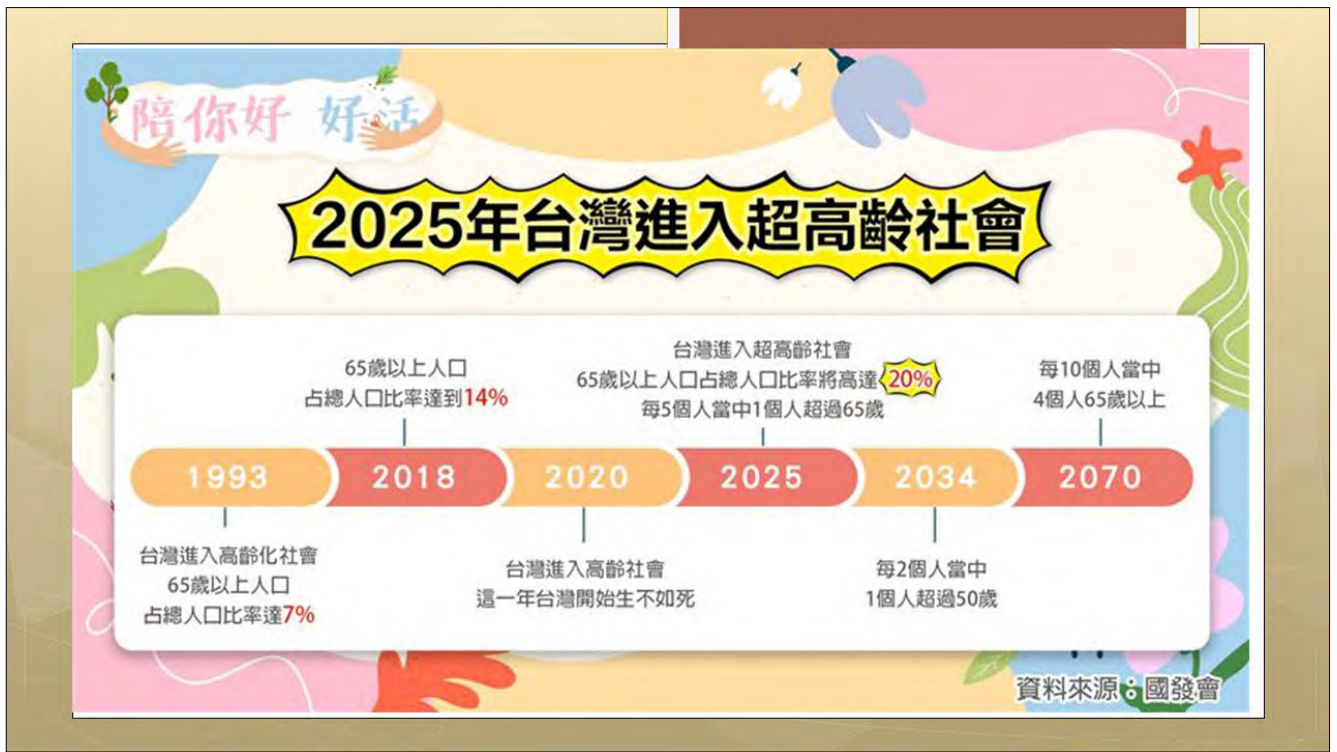 陪你好 好活
2025年台灣進入超高齡社會
65歲以上人口
占總人口比率達到14%
台灣進入超高齡社會
65歲以上人口占總人口比率將高達20%
每5個人當中1個人超過65歲
每10個人當中
4個人65歲以上
1993
2018
2020
2025
2034
2070
台灣進入高齡化社會
65歲以上人口
占總人口比率達7%
台灣進入高齡社會
這一年台灣開始生不如死
每2個人當中
1個人超過50歲
資料來源：國發會